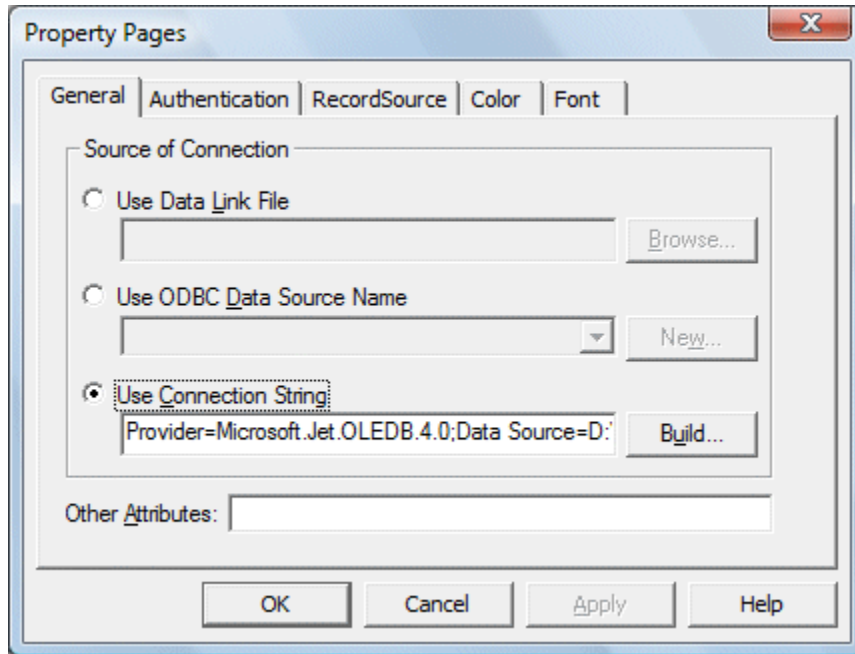 Property Pages
General Authentication RecordSource Color Font
Source of Connection
Use Data Link File
Browse...
Use ODBC Data Source Name
New...
Use Connection String
Provider=Microsoft.Jet.OLEDB.4.0;Data Source=D:\
Build...
Other Attributes:
OK Cancel Apply Help